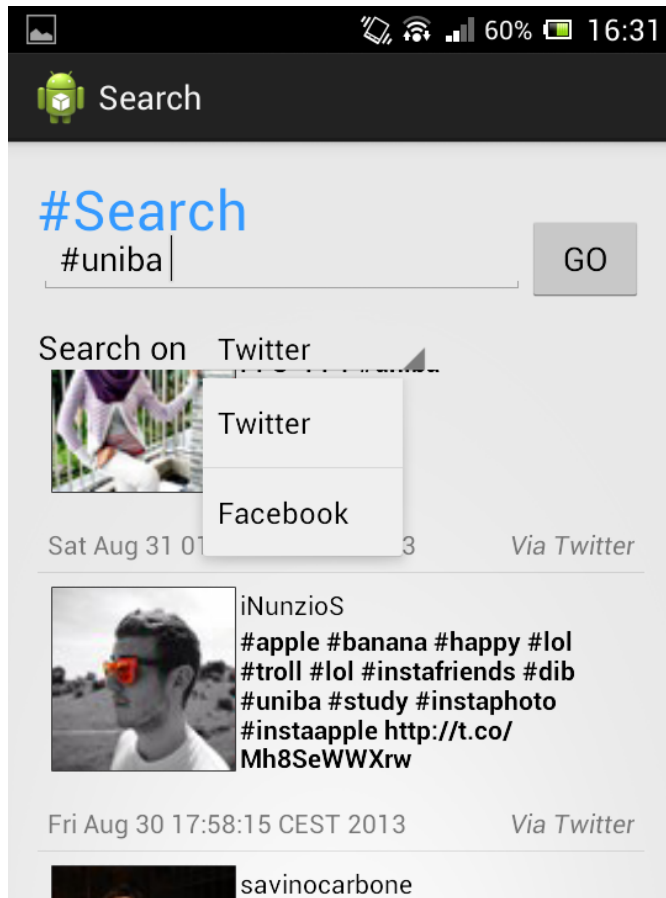 60% 16:31
Search
#Search
#uniba
GO
Search on Twitter
#uniba
Twitter
Facebook
Sat Aug 31 3 Via Twitter
iNunzioS
#apple #banana #happy #lol
#troll #lol #instafriends #dib
#uniba #study #instaphoto
#instaapple http://t.co/
Mh8SeWWXrw
Fri Aug 30 17:58:15 CEST 2013 Via Twitter
savinocarbone